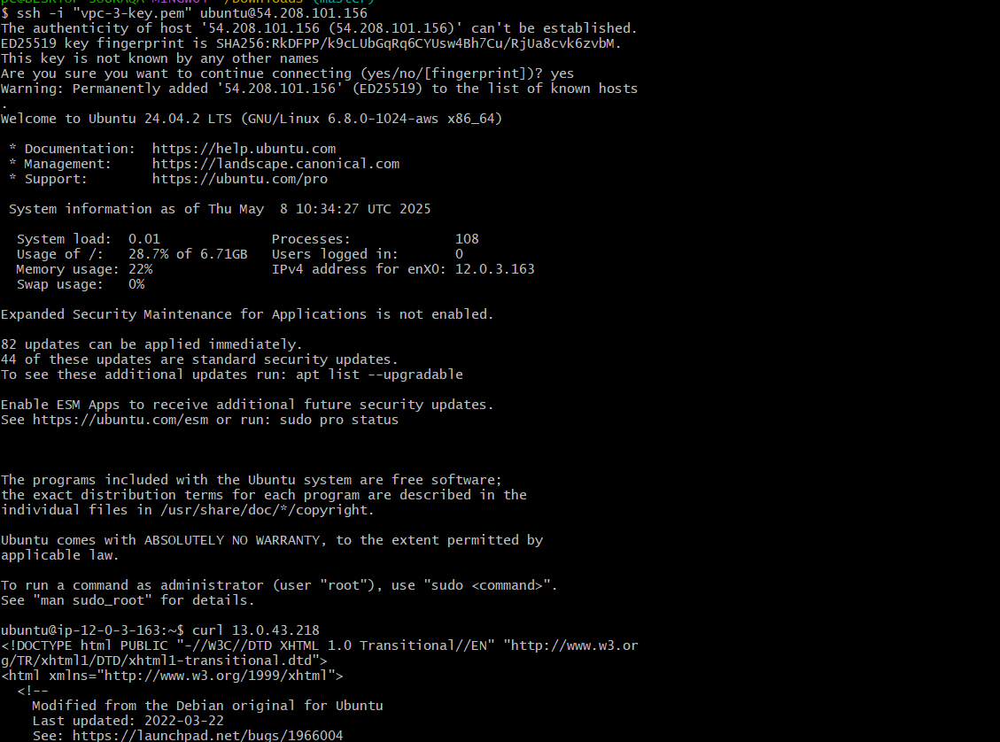 $ ssh -i "vpc-3-key.pem" ubuntu@54.208.101.156
The authenticity of host '54.208.101.156 (54.208.101.156)' can't be established.
ED25519 key fingerprint is SHA256:RkDFPP/k9cLUbGqRq6CYUsw4Bh7Cu/RjUa8cvk6zvbM.
This key is not known by any other names
Are you sure you want to continue connecting (yes/no/[fingerprint])? yes
Warning: Permanently added '54.208.101.156' (ED25519) to the list of known hosts
.
Welcome to Ubuntu 24.04.2 LTS (GNU/Linux 6.8.0-1024-aws x86_64)

 * Documentation:  https://help.ubuntu.com
 * Management:     https://landscape.canonical.com
 * Support:        https://ubuntu.com/pro

 System information as of Thu May  8 10:34:27 UTC 2025

  System load:  0.01              Processes:             108
  Usage of /:   28.7% of 6.71GB   Users logged in:       0
  Memory usage: 22%               IPv4 address for enX0: 12.0.3.163
  Swap usage:   0%

Expanded Security Maintenance for Applications is not enabled.

82 updates can be applied immediately.
44 of these updates are standard security updates.
To see these additional updates run: apt list --upgradable

Enable ESM Apps to receive additional future security updates.
See https://ubuntu.com/esm or run: sudo pro status

The programs included with the Ubuntu system are free software;
the exact distribution terms for each program are described in the
individual files in /usr/share/doc/*/copyright.

Ubuntu comes with ABSOLUTELY NO WARRANTY, to the extent permitted by
applicable law.

To run a command as administrator (user "root"), use "sudo <command>".
See "man sudo_root" for details.

ubuntu@ip-12-0-3-163:~$ curl 13.0.43.218
<!DOCTYPE html PUBLIC "-//W3C//DTD XHTML 1.0 Transitional//EN" "http://www.w3.or
g/TR/xhtml1/DTD/xhtml1-transitional.dtd">
<html xmlns="http://www.w3.org/1999/xhtml">
  <!--
    Modified from the Debian original for Ubuntu
    Last updated: 2022-03-22
    See: https://launchpad.net/bugs/1966004